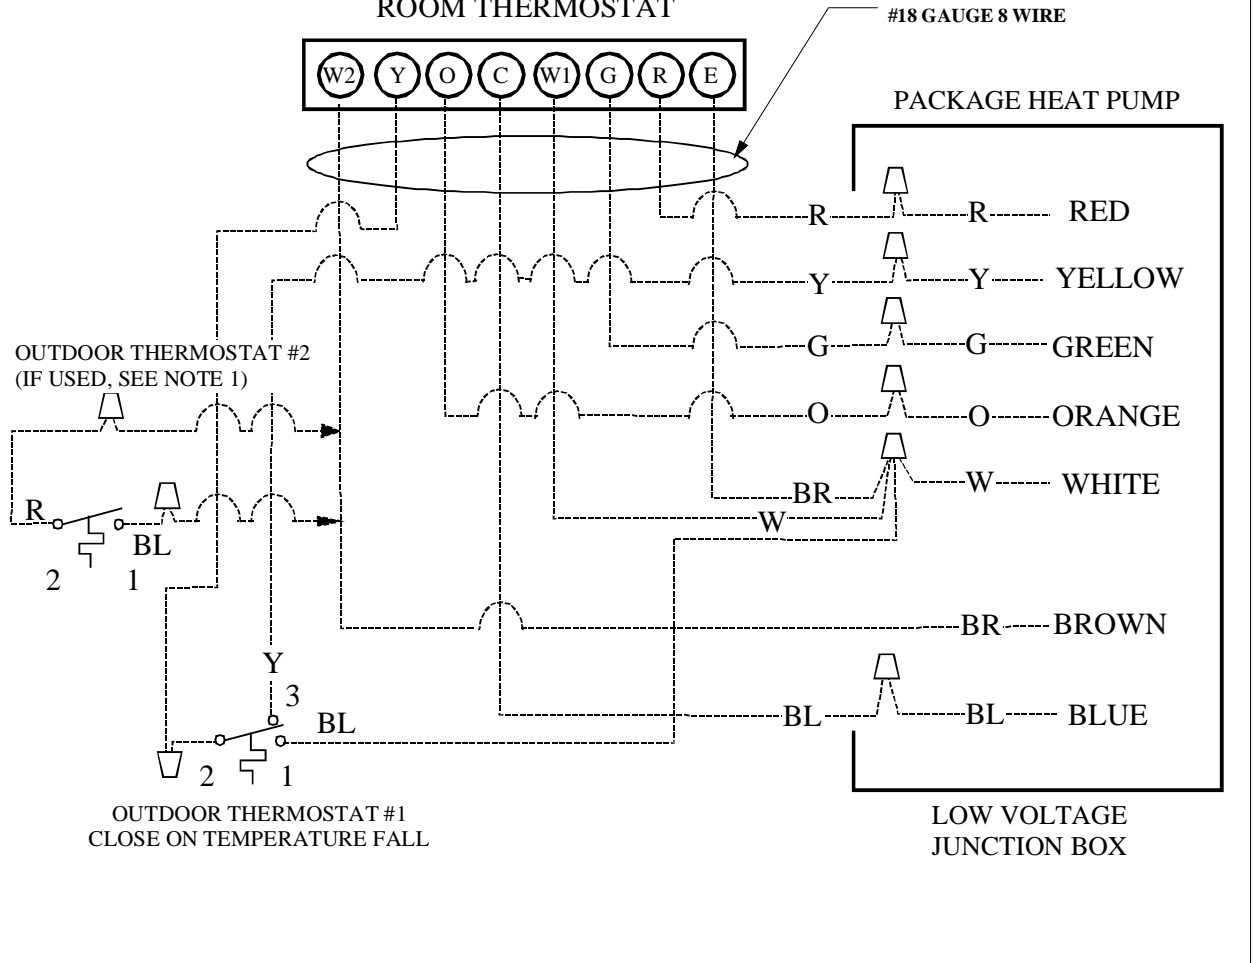 ROOM THERMOSTAT
#18 GAUGE 8 WIRE
W2 Y O C W1 G R E
PACKAGE HEAT PUMP
R R RED
Y Y YELLOW
G G GREEN
OUTDOOR THERMOSTAT #2
(IF USED, SEE NOTE 1)
O O ORANGE
BR W WHITE
R
W
BL
2 1
BR BROWN
Y
3
BL BL BL BLUE
2 1
OUTDOOR THERMOSTAT #1
CLOSE ON TEMPERATURE FALL
LOW VOLTAGE
JUNCTION BOX